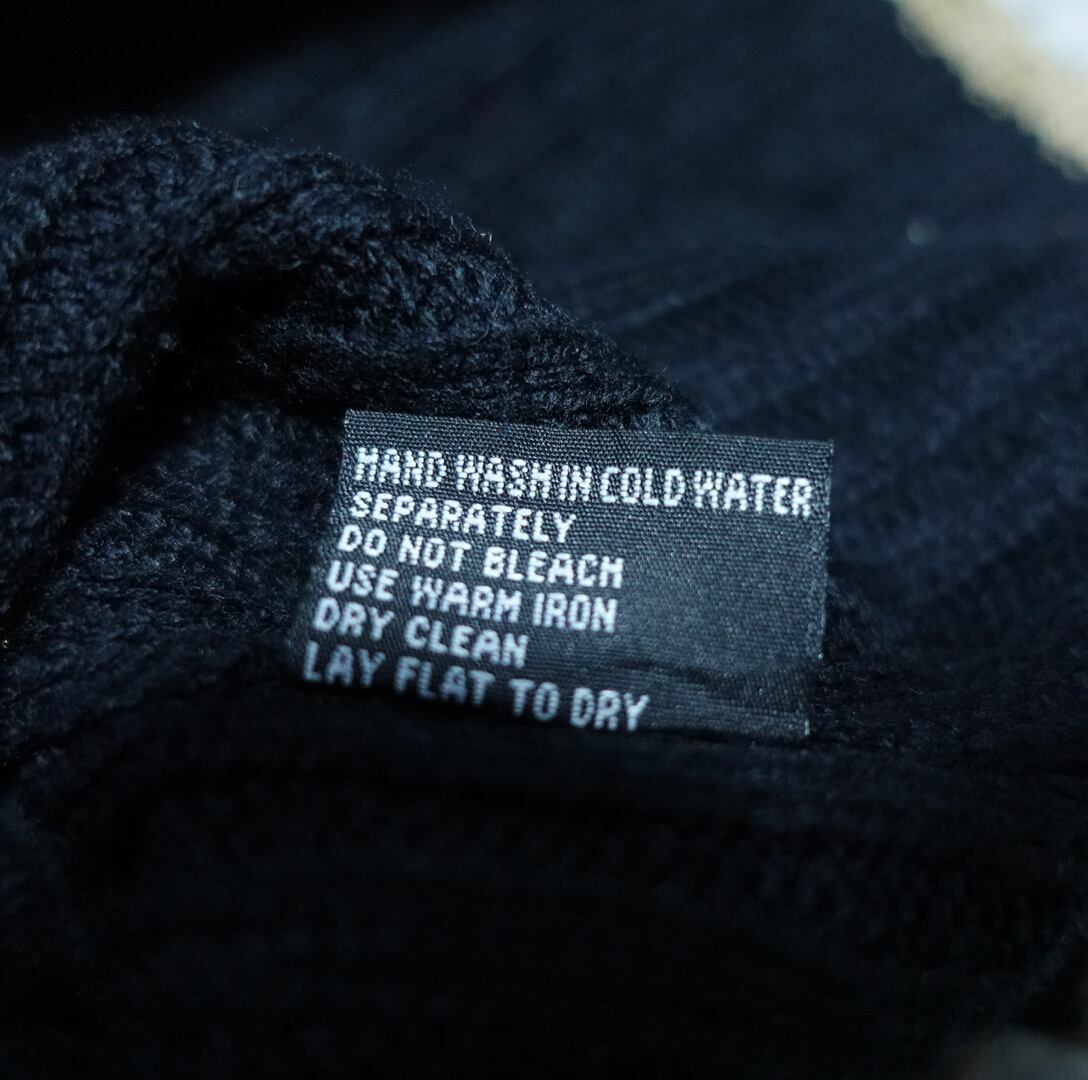 HAND WASH IN COLD WATER
SEPARATELY
DO NOT BLEACH
USE WARM IRON
DRY CLEAN
LAY FLAT TO DRY